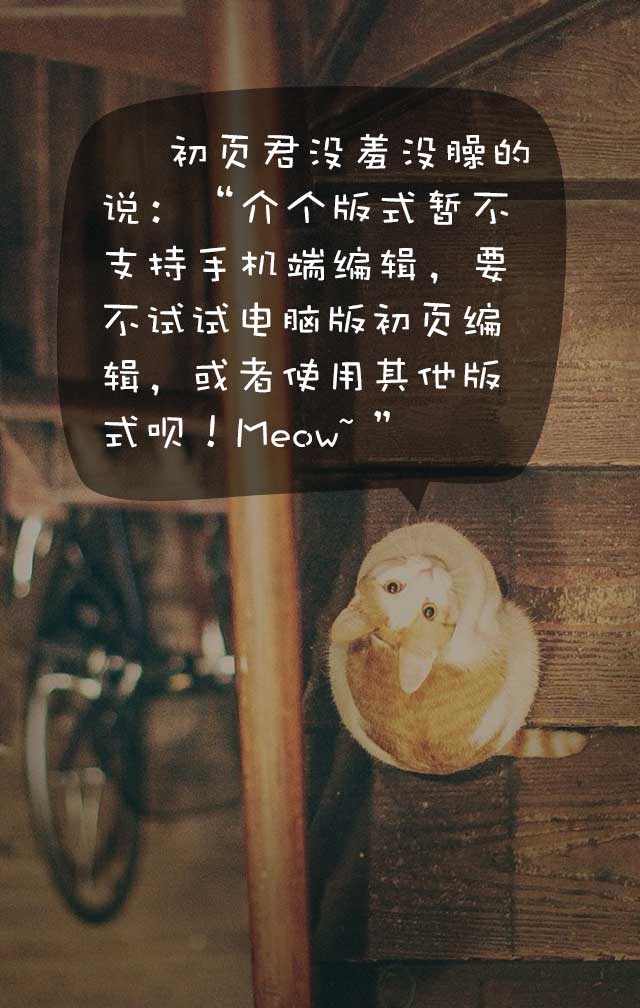 初页君没羞没臊的
说：“介个版式暂不
支持手机端编辑，要
不试试电脑版初页编
辑，或者使用其他版
式呗！Meow~”